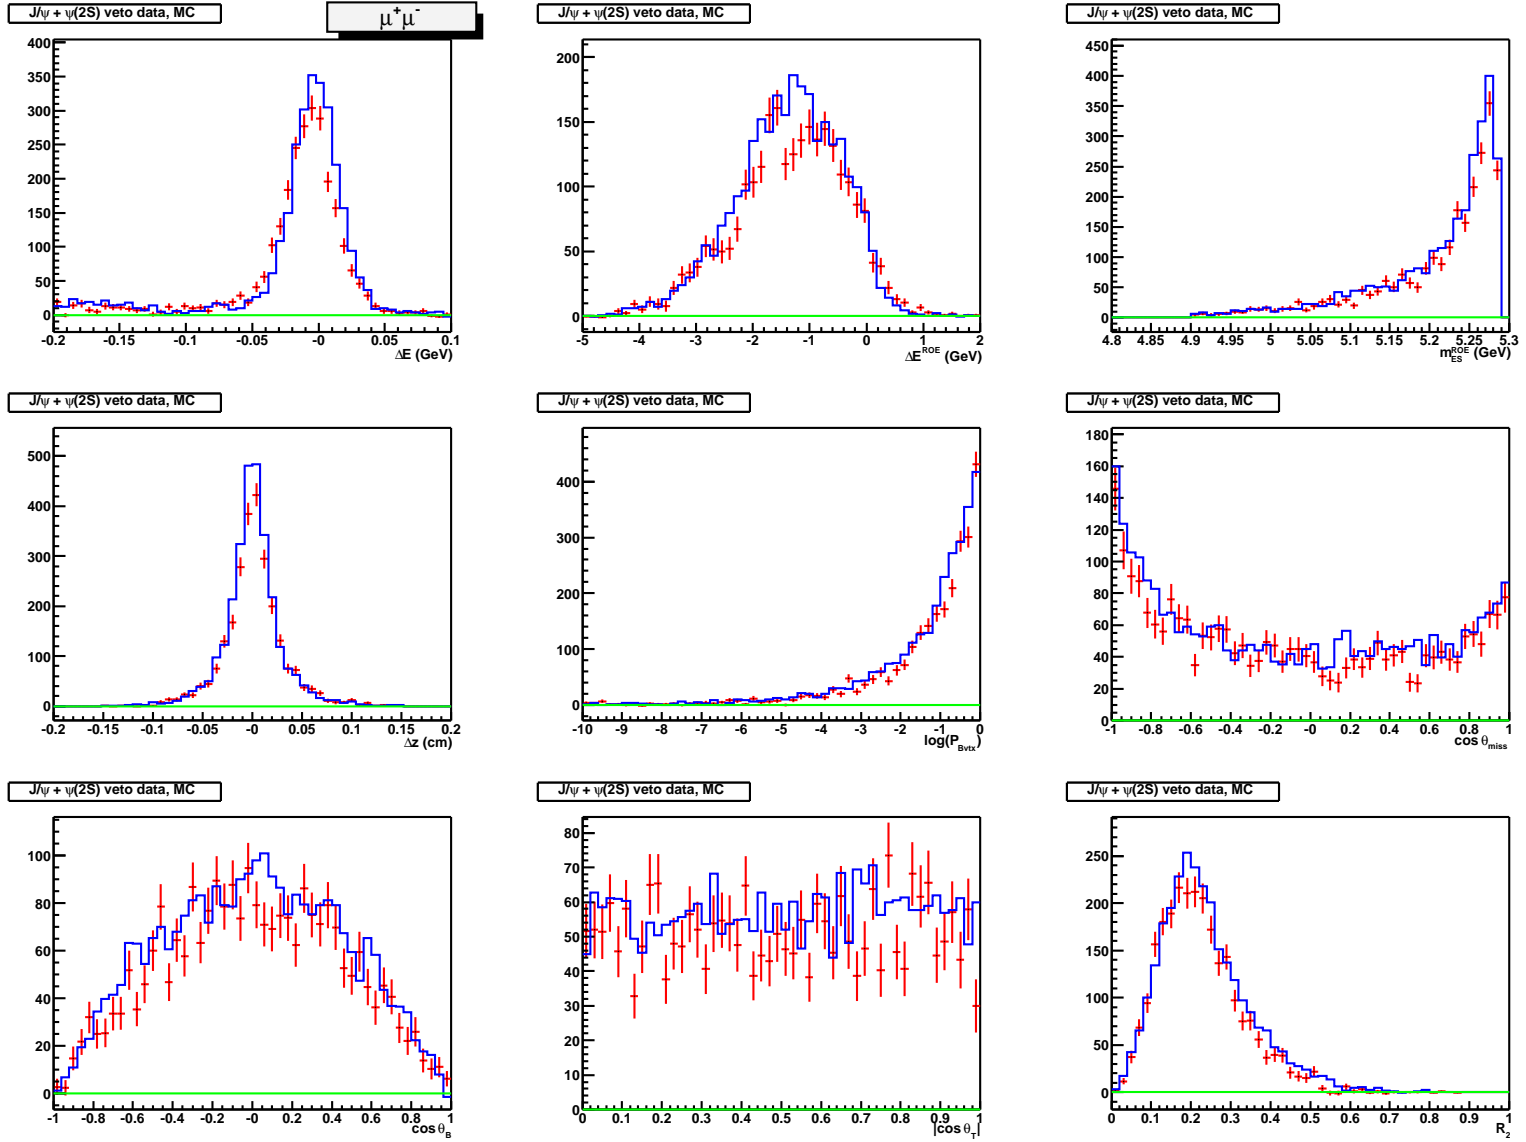 J/ψ + ψ(2S) veto data, MC
μ+μ-
400
350
300
250
200
150
100
50
0
-0.2 -0.15 -0.1 -0.05 -0 0.05 0.1
ΔE (GeV)
J/ψ + ψ(2S) veto data, MC
200
150
100
50
0
-5 -4 -3 -2 -1 0 1 2
ΔE^ROE (GeV)
J/ψ + ψ(2S) veto data, MC
450
400
350
300
250
200
150
100
50
0
4.8 4.85 4.9 4.95 5 5.05 5.1 5.15 5.2 5.25 5.3
m_ES^ROE (GeV)
J/ψ + ψ(2S) veto data, MC
500
400
300
200
100
0
-0.2 -0.15 -0.1 -0.05 -0 0.05 0.1 0.15 0.2
Δz (cm)
J/ψ + ψ(2S) veto data, MC
400
300
200
100
0
-10 -9 -8 -7 -6 -5 -4 -3 -2 -1 0
log(P_Bvtx)
J/ψ + ψ(2S) veto data, MC
180
160
140
120
100
80
60
40
20
0
-1 -0.8 -0.6 -0.4 -0.2 -0 0.2 0.4 0.6 0.8 1
cos θ_miss
J/ψ + ψ(2S) veto data, MC
100
80
60
40
20
0
-1 -0.8 -0.6 -0.4 -0.2 -0 0.2 0.4 0.6 0.8 1
cos θ_B
J/ψ + ψ(2S) veto data, MC
80
70
60
50
40
30
20
10
0
0 0.1 0.2 0.3 0.4 0.5 0.6 0.7 0.8 0.9 1
|cos θ_T|
J/ψ + ψ(2S) veto data, MC
250
200
150
100
50
0
0 0.1 0.2 0.3 0.4 0.5 0.6 0.7 0.8 0.9 1
R_2